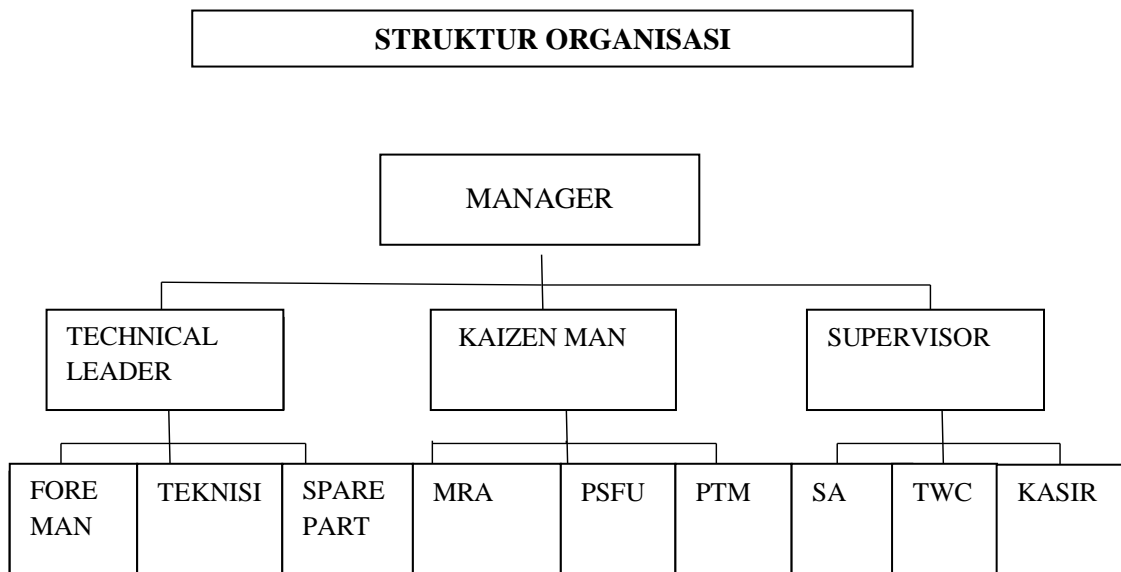 STRUKTUR ORGANISASI
MANAGER
TECHNICAL
LEADER
KAIZEN MAN
SUPERVISOR
FORE
MAN
TEKNISI
SPARE
PART
MRA
PSFU
PTM
SA
TWC
KASIR